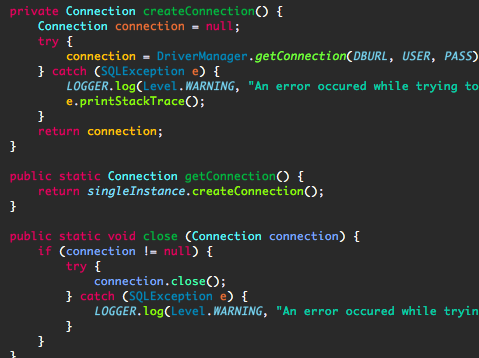 private Connection createConnection() {
Connection connection = null;
try {
connection = DriverManager.getConnection(DBURL, USER, PASS)
} catch (SQLException e) {
LOGGER.log(Level.WARNING, "An error occured while trying to
e.printStackTrace();
}
return connection;
}
public static Connection getConnection() {
return singleInstance.createConnection();
}
public static void close (Connection connection) {
if (connection != null) {
try {
connection.close();
} catch (SQLException e) {
LOGGER.log(Level.WARNING, "An error occured while tryin
}
}
}